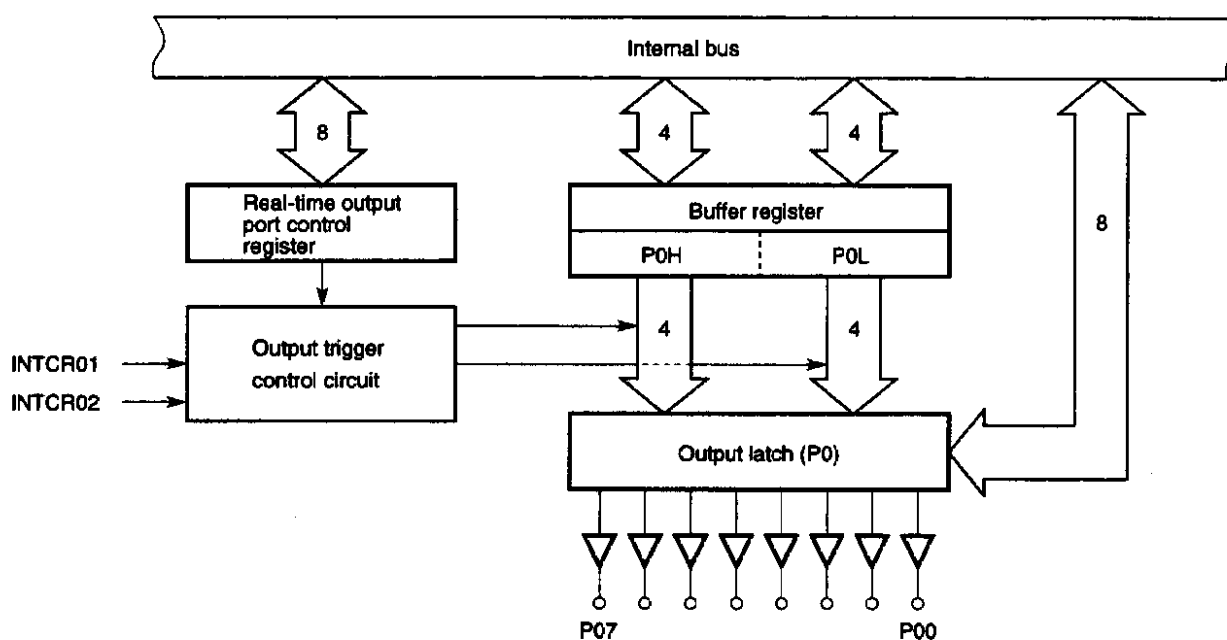 Internal bus
8
4
4
Real-time output
port control
register
Buffer register
P0H
P0L
8
Output trigger
control circuit
4
4
INTCR01
INTCR02
Output latch (P0)
P07
P00